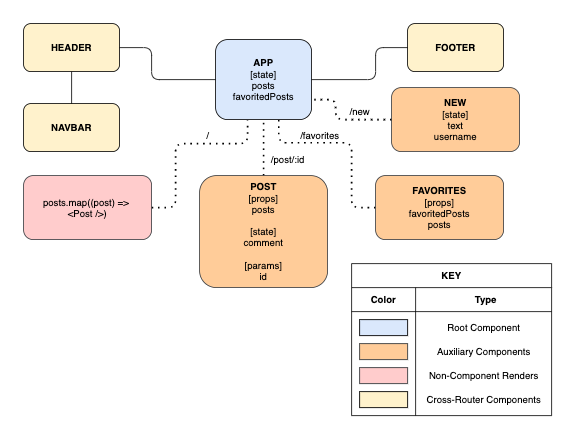 HEADER
FOOTER
APP
[state]
posts
favoritedPosts
NAVBAR
/new
NEW
[state]
text
username
/
/favorites
/post/:id
posts.map((post) =>
<Post />)
POST
[props]
posts
[state]
comment
[params]
id
FAVORITES
[props]
favoritedPosts
posts
KEY
Color
Type
Root Component
Auxiliary Components
Non-Component Renders
Cross-Router Components